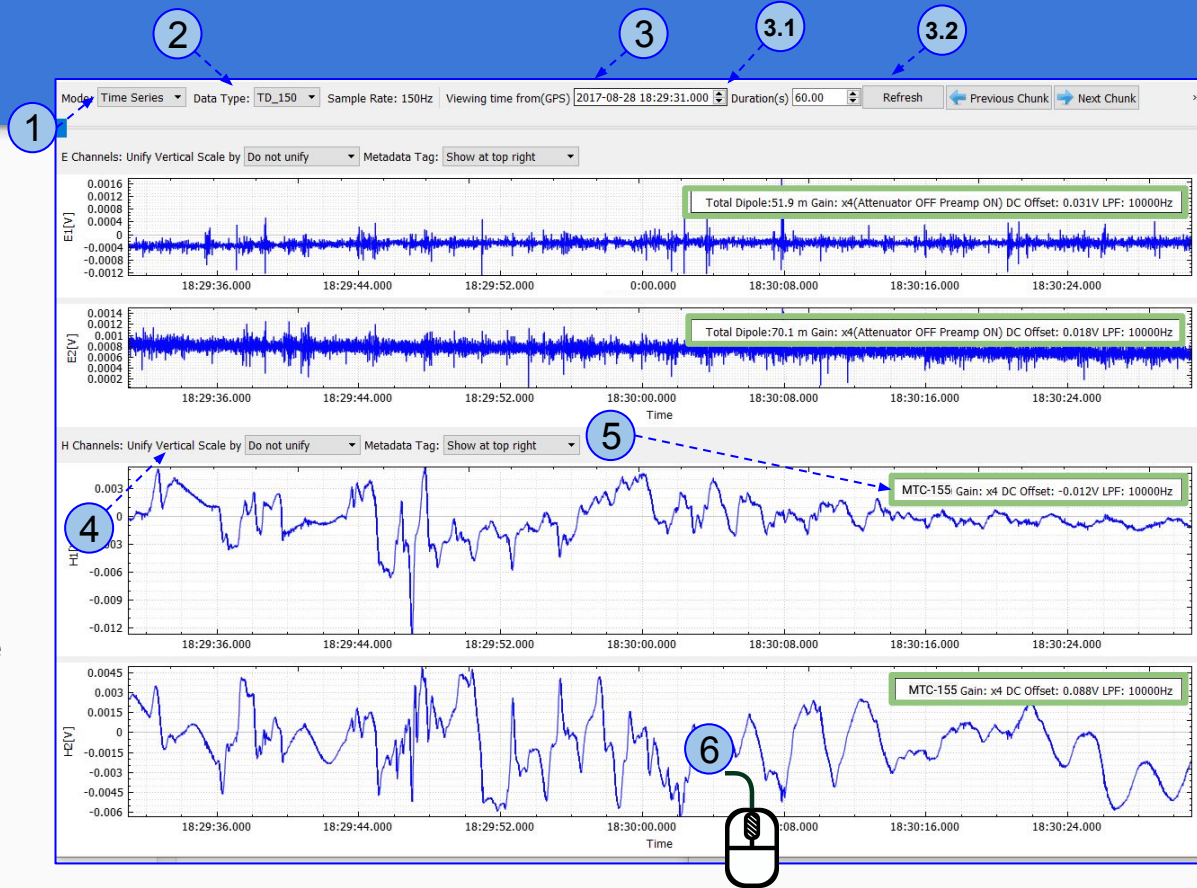 2
3
3.1
3.2
Mode: Time Series Data Type: TD_150 Sample Rate: 150Hz Viewing time from(GPS) 2017-08-28 18:29:31.000 Duration(s) 60.00 Refresh Previous Chunk Next Chunk »
1
E Channels: Unify Vertical Scale by Do not unify Metadata Tag: Show at top right
Total Dipole:51.9 m Gain: x4(Attenuator OFF Preamp ON) DC Offset: 0.031V LPF: 10000Hz
E1[V]
0.0016
0.0012
0.0008
0.0004
0
-0.0004
-0.0008
-0.0012
18:29:36.000 18:29:44.000 18:29:52.000 0:00.000 18:30:08.000 18:30:16.000 18:30:24.000
Total Dipole:70.1 m Gain: x4(Attenuator OFF Preamp ON) DC Offset: 0.018V LPF: 10000Hz
E2[V]
0.0014
0.0012
0.001
0.0008
0.0006
0.0004
0.0002
18:29:36.000 18:29:44.000 18:29:52.000 18:30:00.000 18:30:08.000 18:30:16.000 18:30:24.000
Time
5
H Channels: Unify Vertical Scale by Do not unify Metadata Tag: Show at top right
MTC-155 Gain: x4 DC Offset: -0.012V LPF: 10000Hz
4
0.003
0
-0.006
-0.009
-0.012
18:29:36.000 18:29:44.000 18:29:52.000 18:30:00.000 18:30:08.000 18:30:16.000 18:30:24.000
MTC-155 Gain: x4 DC Offset: 0.088V LPF: 10000Hz
H2[V]
0.0045
0.003
0.0015
0
-0.0015
-0.003
-0.0045
-0.006
6
18:29:36.000 18:29:44.000 18:29:52.000 18:30:00.000 :08.000 18:30:16.000 18:30:24.000
Time